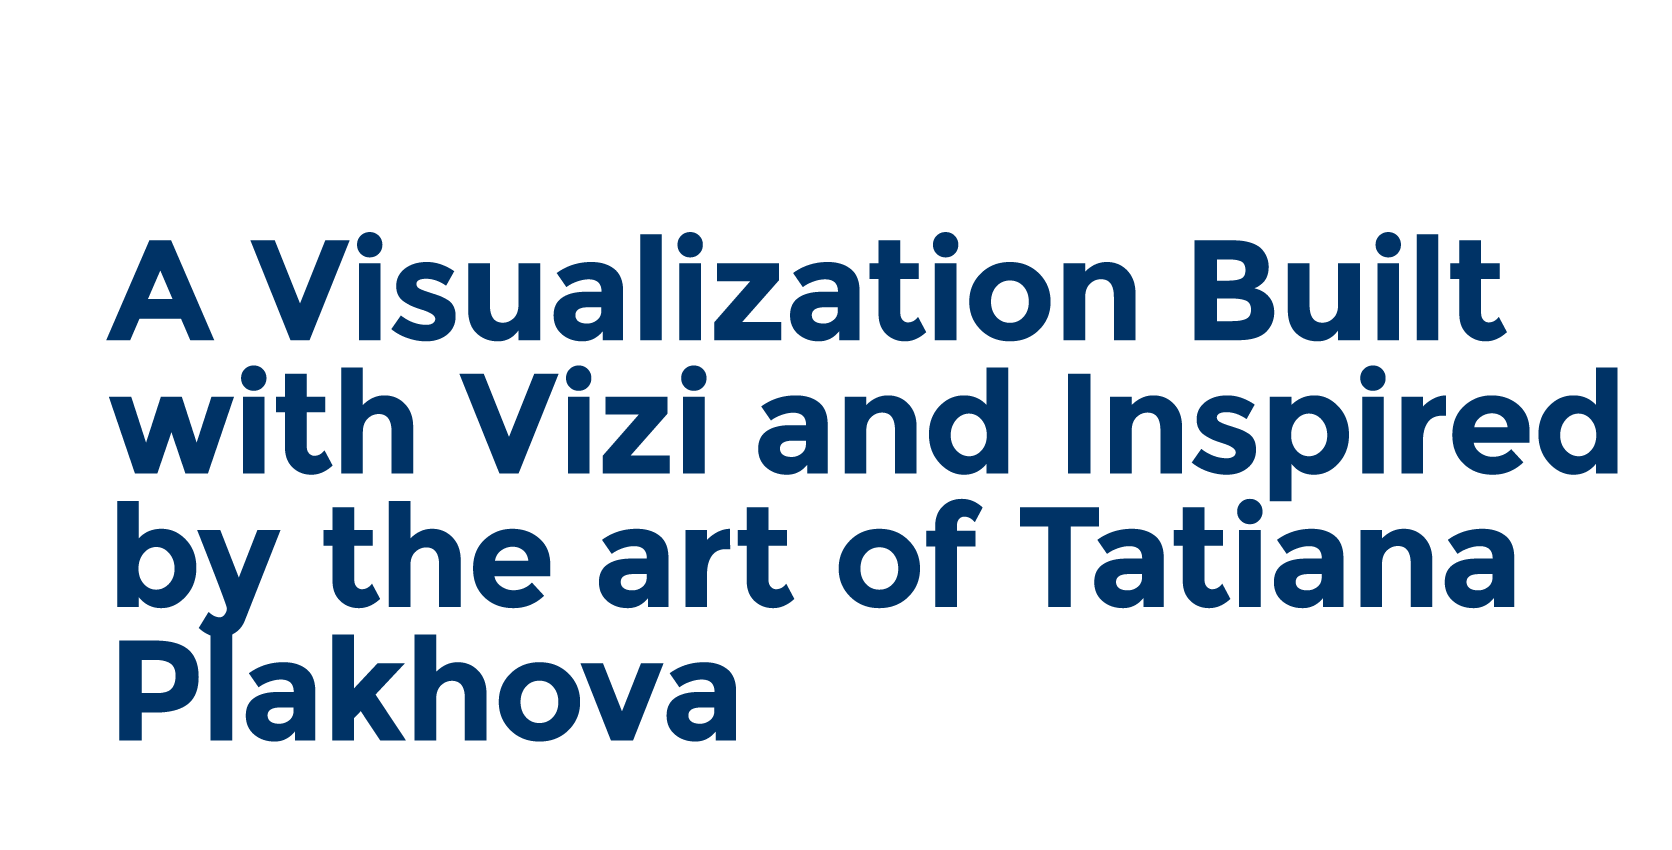 A Visualization Built
with Vizi and Inspired
by the art of Tatiana
Plakhova